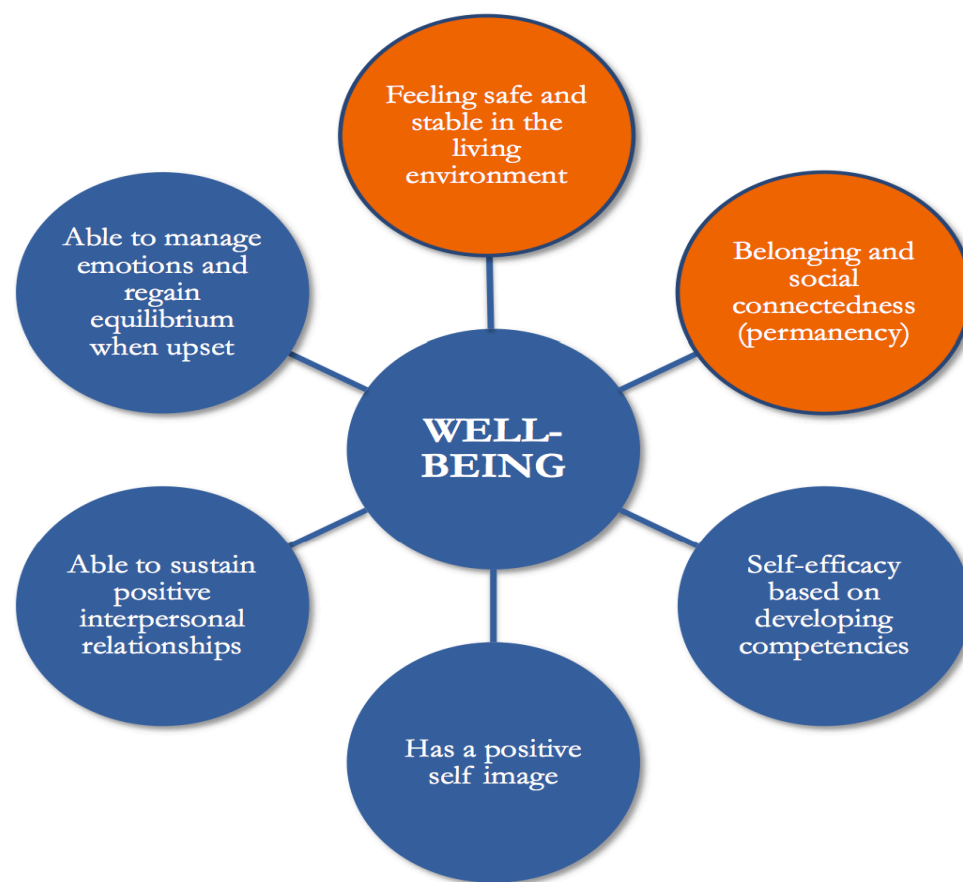 Feeling safe and
stable in the
living
environment
Able to manage
emotions and
regain
equilibrium
when upset
Belonging and
social
connectedness
(permanency)
WELL-
BEING
Able to sustain
positive
interpersonal
relationships
Self-efficacy
based on
developing
competencies
Has a positive
self image